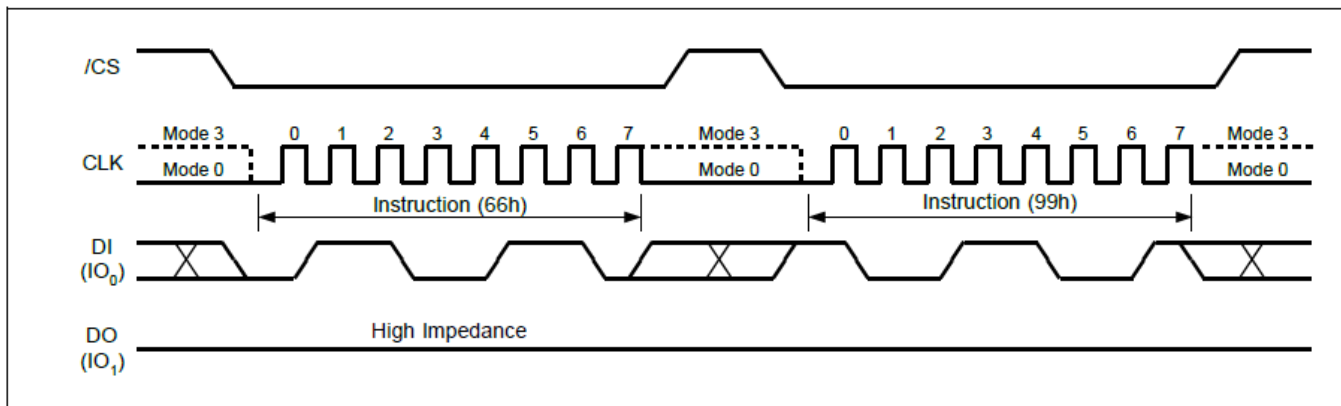 /CS
Mode 3 0 1 2 3 4 5 6 7 Mode 3 0 1 2 3 4 5 6 7 Mode 3
CLK
Mode 0 Mode 0 Mode 0
Instruction (66h) Instruction (99h)
DI
(IO₀)
High Impedance
DO
(IO₁)